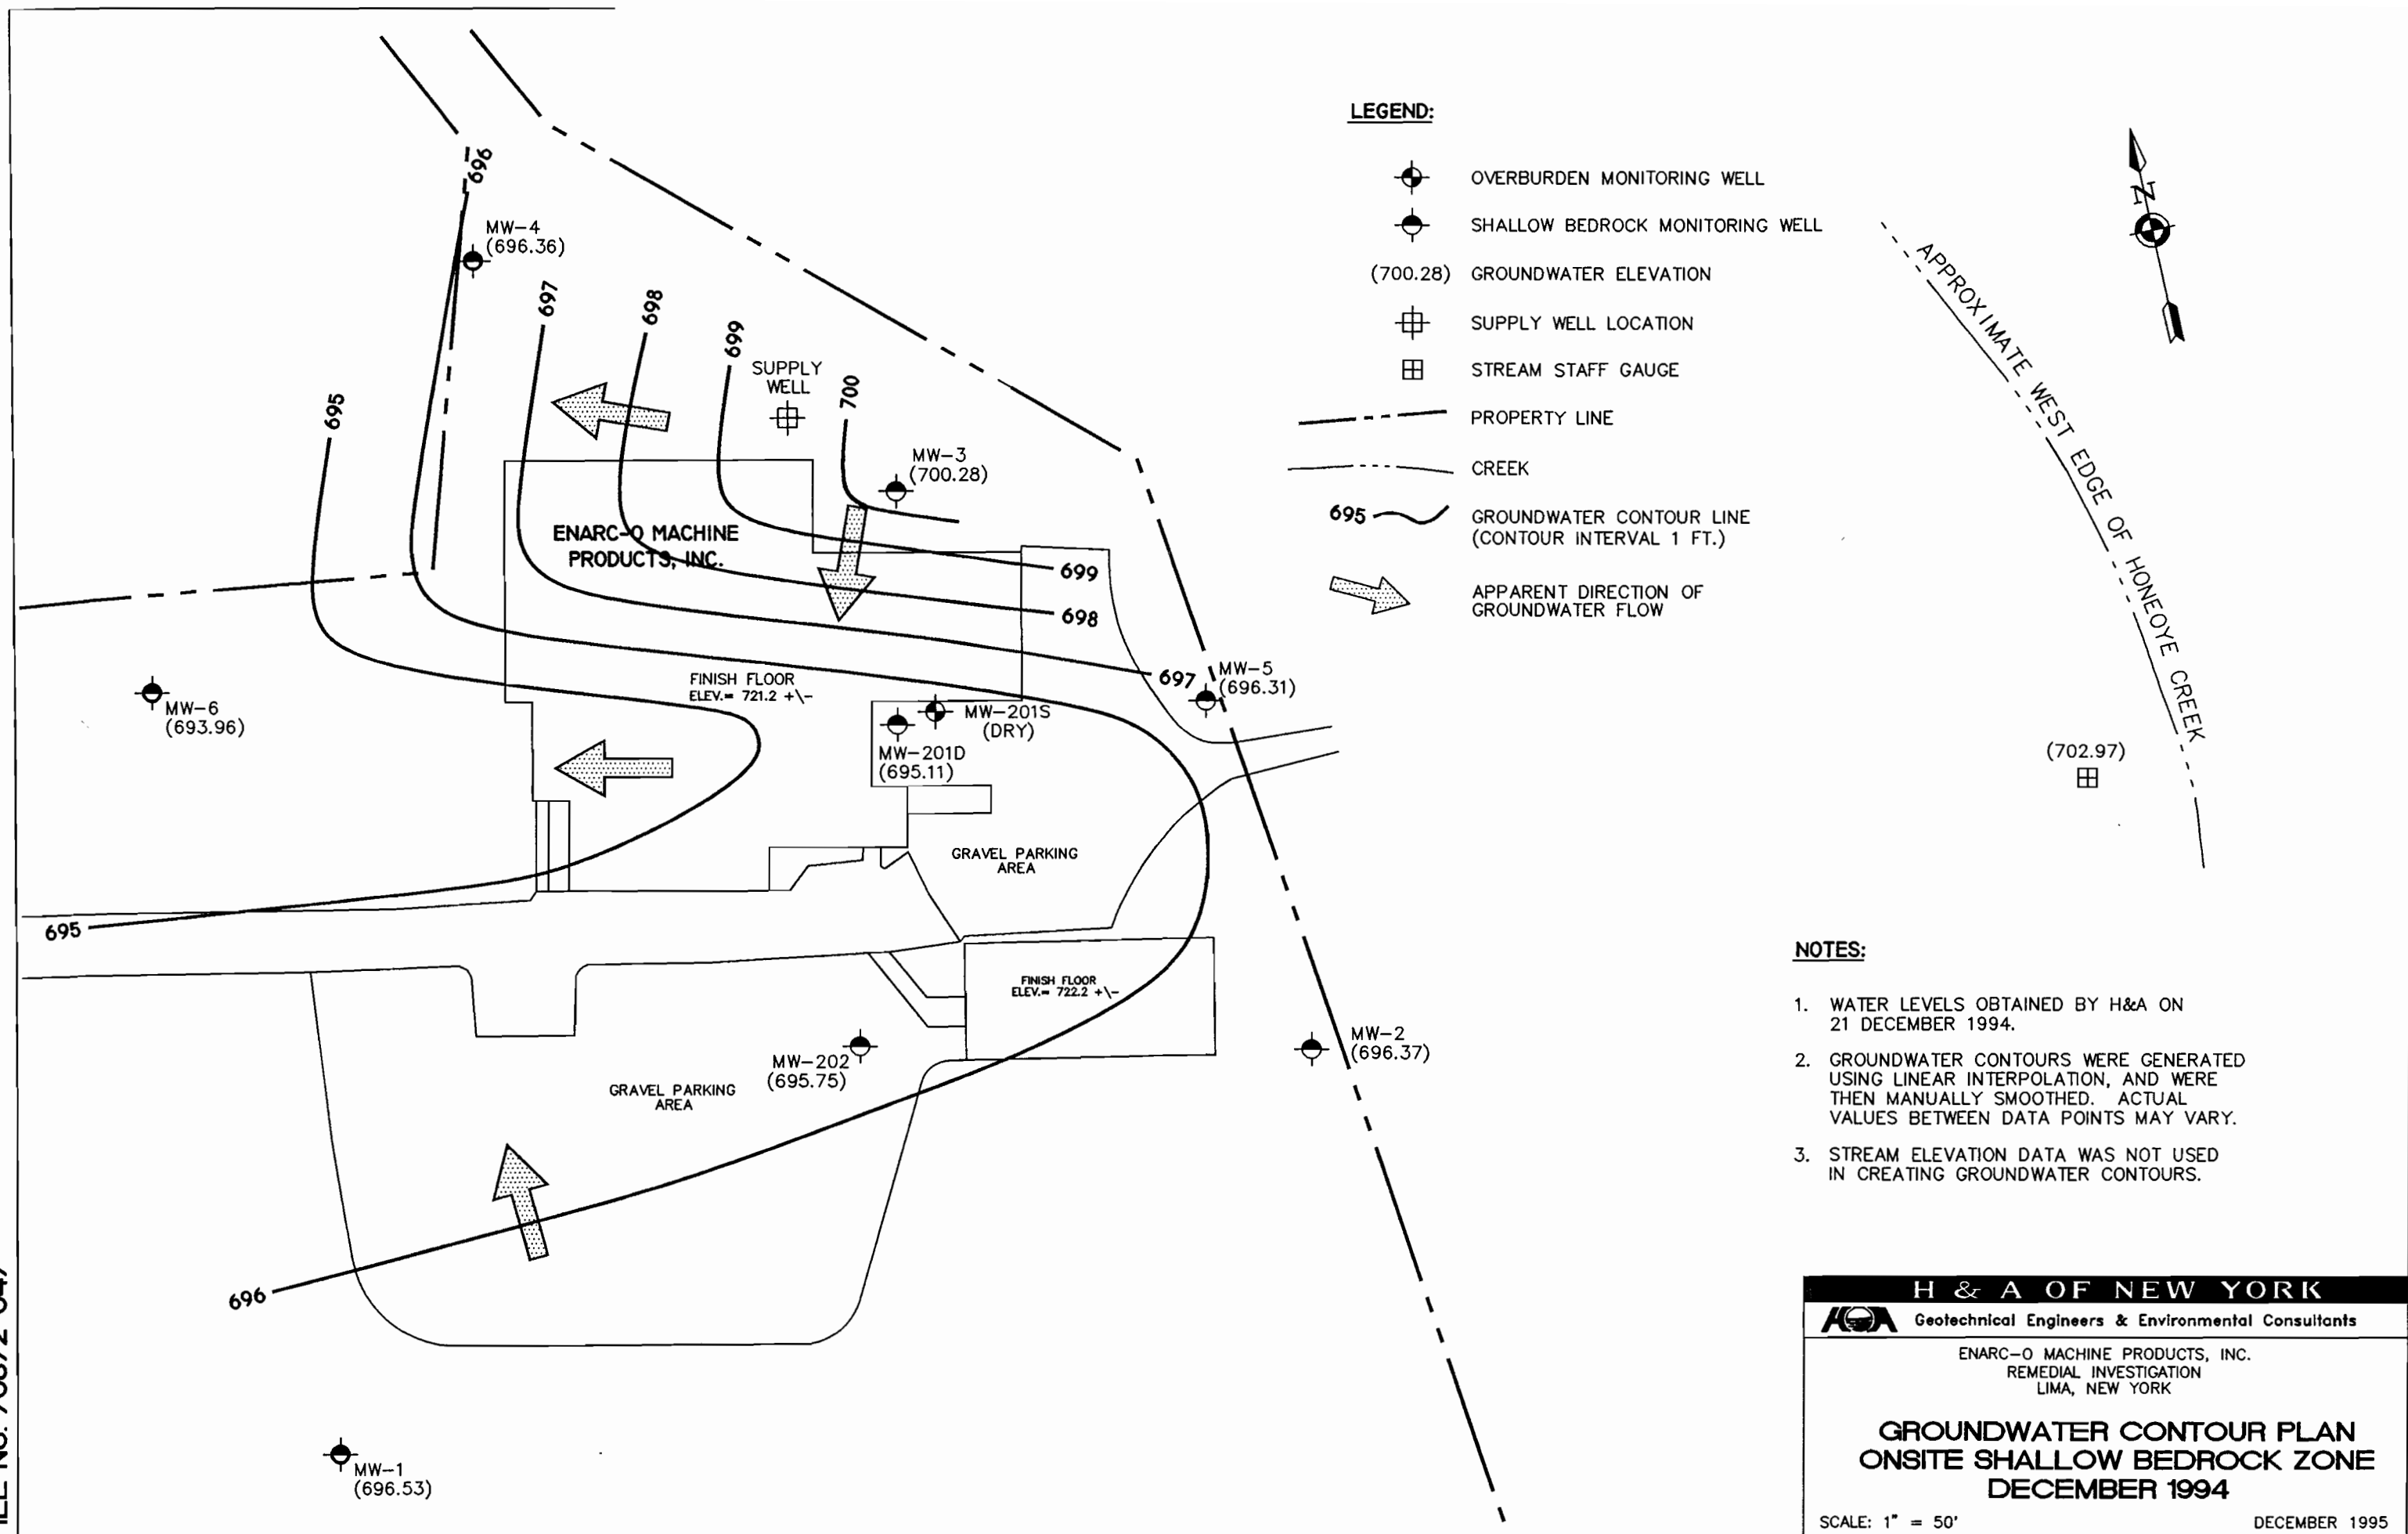 696
MW-4
(696.36)
697
698
699
700
695
SUPPLY
WELL
MW-3
(700.28)
ENARC-O MACHINE
PRODUCTS, INC.
699
698
697
MW-5
(696.31)
FINISH FLOOR
ELEV.= 721.2 +\-
MW-6
(693.96)
MW-201S
(DRY)
MW-201D
(695.11)
GRAVEL PARKING
AREA
695
FINISH FLOOR
ELEV.= 722.2 +\-
MW-202
(695.75)
MW-2
(696.37)
GRAVEL PARKING
AREA
696
MW-1
(696.53)
LEGEND:
OVERBURDEN MONITORING WELL
SHALLOW BEDROCK MONITORING WELL
(700.28) GROUNDWATER ELEVATION
SUPPLY WELL LOCATION
STREAM STAFF GAUGE
PROPERTY LINE
CREEK
695 GROUNDWATER CONTOUR LINE
(CONTOUR INTERVAL 1 FT.)
APPARENT DIRECTION OF
GROUNDWATER FLOW
N
APPROXIMATE WEST EDGE OF HONEOYE CREEK
(702.97)
NOTES:
1. WATER LEVELS OBTAINED BY H&A ON
21 DECEMBER 1994.
2. GROUNDWATER CONTOURS WERE GENERATED
USING LINEAR INTERPOLATION, AND WERE
THEN MANUALLY SMOOTHED. ACTUAL
VALUES BETWEEN DATA POINTS MAY VARY.
3. STREAM ELEVATION DATA WAS NOT USED
IN CREATING GROUNDWATER CONTOURS.
H & A OF NEW YORK
Geotechnical Engineers & Environmental Consultants
ENARC-O MACHINE PRODUCTS, INC.
REMEDIAL INVESTIGATION
LIMA, NEW YORK
GROUNDWATER CONTOUR PLAN
ONSITE SHALLOW BEDROCK ZONE
DECEMBER 1994
SCALE: 1" = 50' DECEMBER 1995